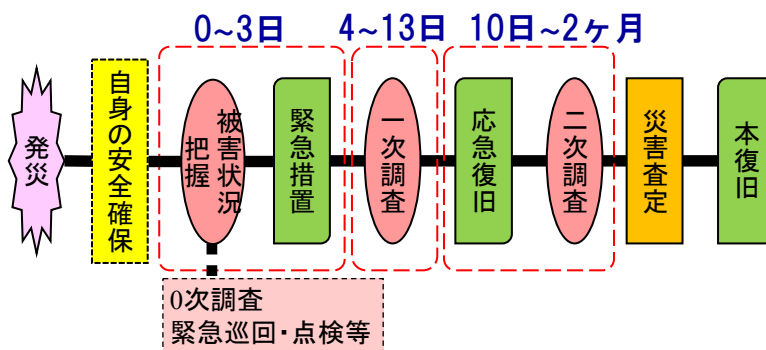 0~3日
4~13日
10日~2ヶ月
発災
自身の安全確保
被害状況
把握
緊急措置
一次調査
応急復旧
二次調査
災害査定
本復旧
0次調査
緊急巡回・点検等